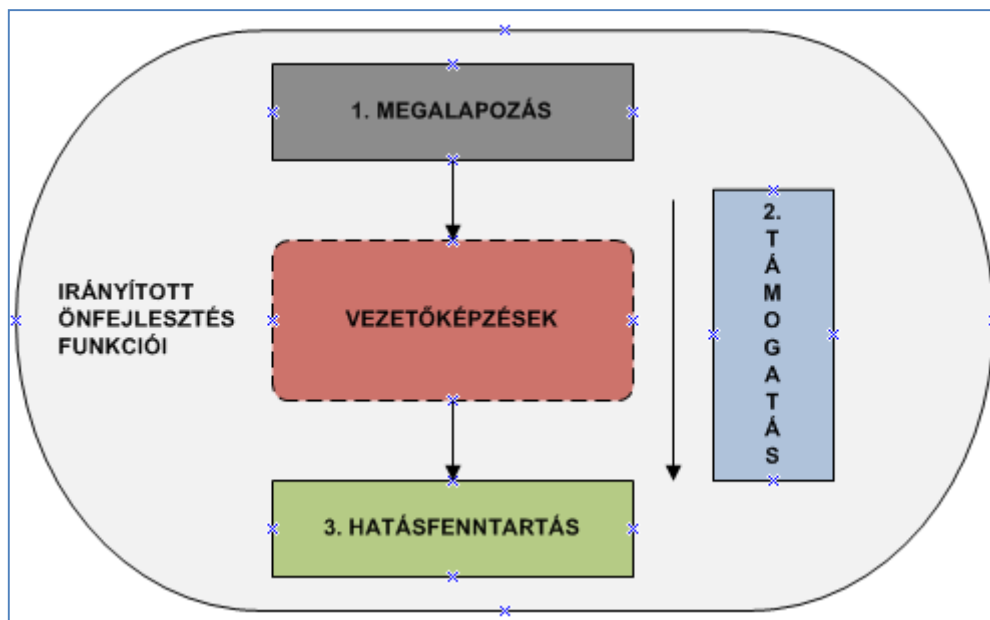 1. MEGALAPOZÁS
IRÁNYÍTOTT
ÖNFEJLESZTÉS
FUNKCIÓI
VEZETŐKÉPZÉSEK
2.
T
Á
M
O
G
A
T
Á
S
3. HATÁSFENNTARTÁS